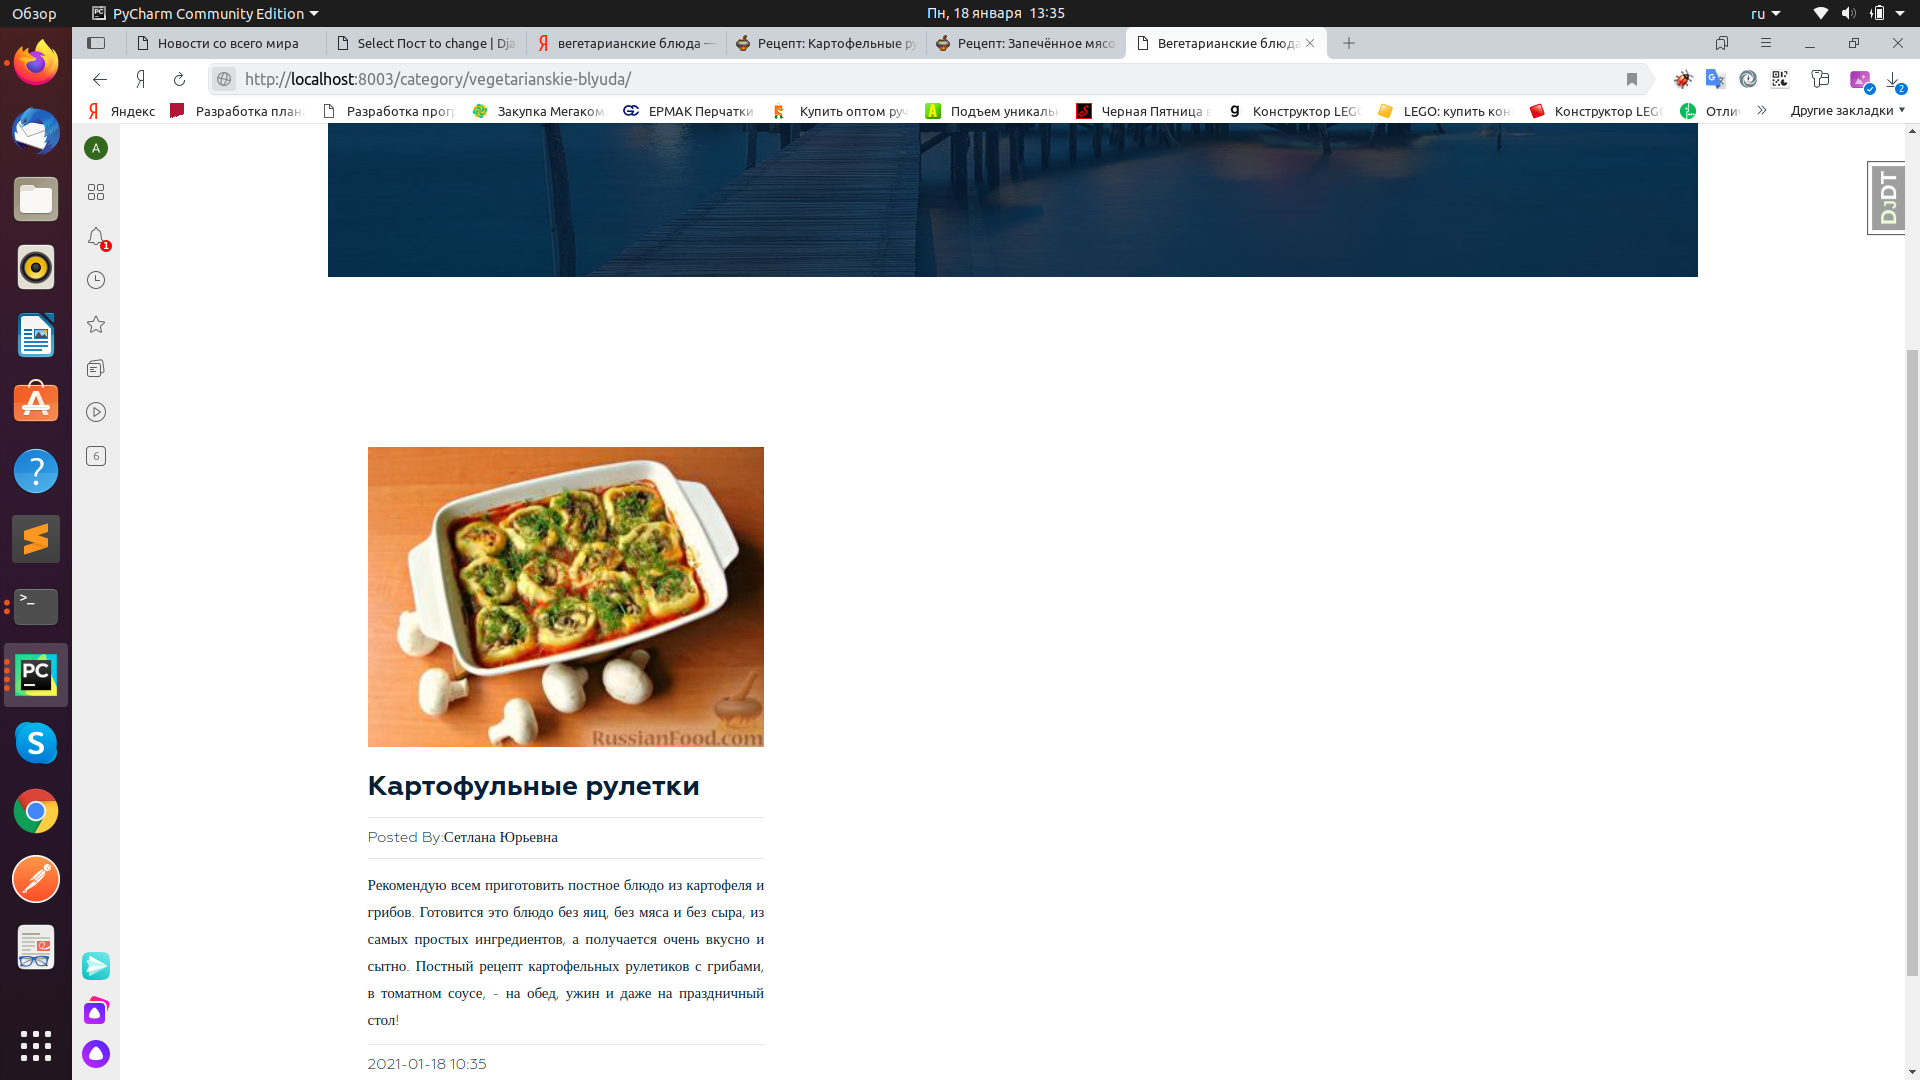 Обзор
PyCharm Community Edition
Пн, 18 января 13:35
ru
Новости со всего мира
Select Пост to change | Dja
вегетарианские блюда —
Рецепт: Картофельные ру
Рецепт: Запечённое мясо
Вегетарианские блюда
http://localhost:8003/category/vegetarianskie-blyuda/
2
Яндекс
Разработка план
Разработка прог
Закупка Мегаком
ЕРМАК Перчатки
Купить оптом руч
Подъем уникаль
Черная Пятница в
Конструктор LEGO
LEGO: купить кон
Конструктор LEGO
Отли
Другие закладки
A
1
6
DJDT
RussianFood.com
Картофульные рулетки
Posted By:Сетлана Юрьевна
Рекомендую всем приготовить постное блюдо из картофеля и
грибов. Готовится это блюдо без яиц, без мяса и без сыра, из
самых простых ингредиентов, а получается очень вкусно и
сытно. Постный рецепт картофельных рулетиков с грибами,
в томатном соусе, - на обед, ужин и даже на праздничный
стол!
2021-01-18 10:35